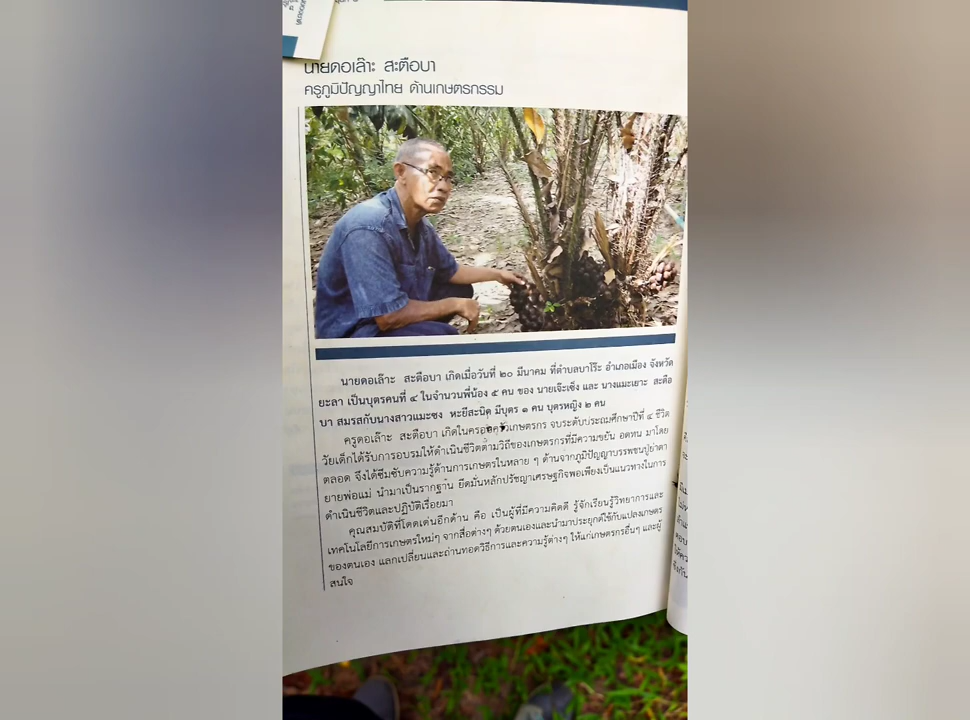 นายดอเล๊าะ สะตือบา
ครูภูมิปัญญาไทย ด้านเกษตรกรรม
นายดอเล๊าะ สะตือบา เกิดเมื่อวันที่ ๒๐ มีนาคม ที่ตำบลบาโร๊ะ อำเภอเมือง จังหวัด
ยะลา เป็นบุตรคนที่ ๔ ในจำนวนพี่น้อง ๕ คน ของ นายเจ๊ะเซ็ง และ นางแมะเยาะ สะตือ
บา สมรสกับนางสาวแมะซง หะยีสะนิดุ มีบุตร ๑ คน บุตรหญิง ๒ คน
ครูดอเล๊าะ สะตือบา เกิดในครอบครัวเกษตรกร จบระดับประถมศึกษาปีที่ ๔ ชีวิต
วัยเด็กได้รับการอบรมให้ดำเนินชีวิตตามวิถีของเกษตรกรที่มีความขยัน อดทน มาโดย
ตลอด จึงได้ซึมซับความรู้ด้านการเกษตรในหลาย ๆ ด้านจากภูมิปัญญาบรรพชนปู่ย่าตา
ยายพ่อแม่ นำมาเป็นรากฐาน ยึดมั่นหลักปรัชญาเศรษฐกิจพอเพียงเป็นแนวทางในการ
ดำเนินชีวิตและปฏิบัติเรื่อยมา
คุณสมบัติที่โดดเด่นอีกด้าน คือ เป็นผู้ที่มีความคิดดี รู้จักเรียนรู้วิทยาการและ
เทคโนโลยีการเกษตรใหม่ๆ จากสื่อต่างๆ ด้วยตนเองและนำมาประยุกต์ใช้กับแปลงเกษตร
ของตนเอง แลกเปลี่ยนและถ่านทอดวิธีการและความรู้ต่างๆ ให้แก่เกษตรกรอื่นๆ และผู้
สนใจ